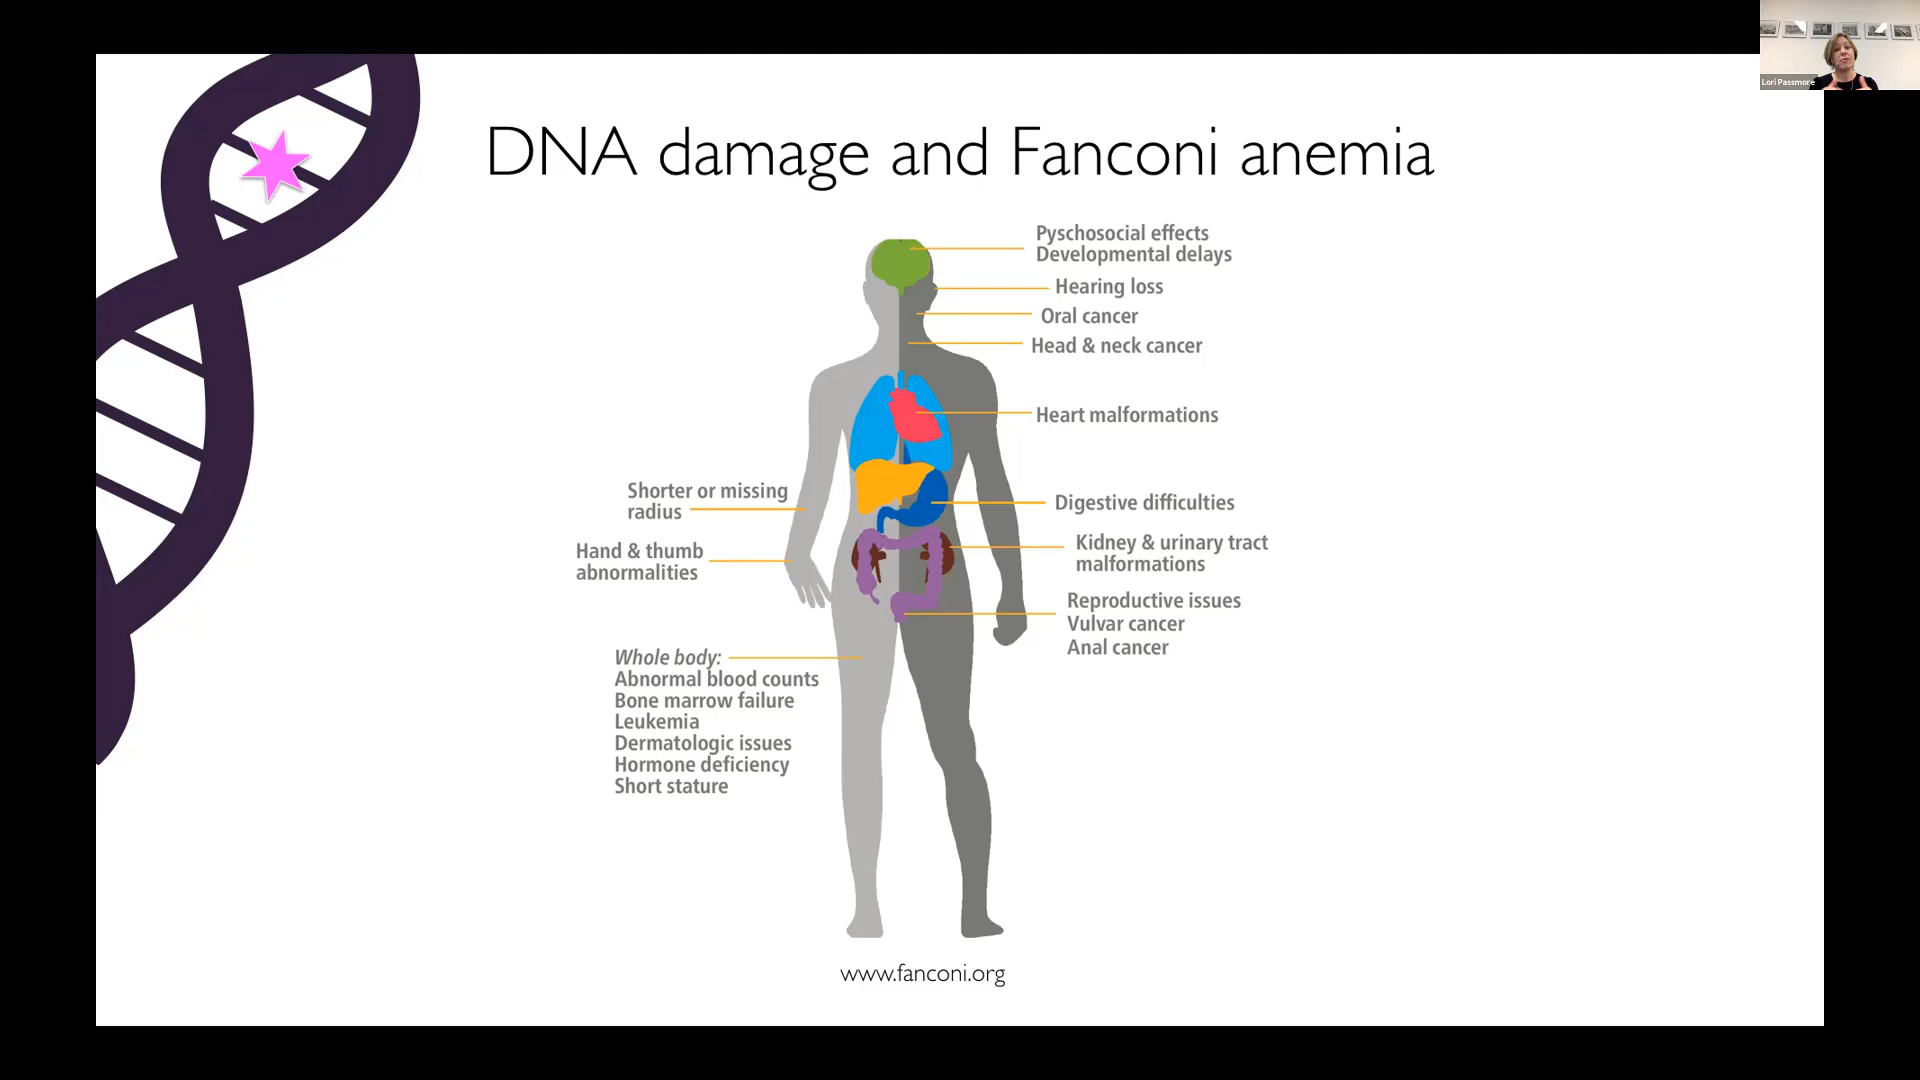 Lori Passmore
DNA damage and Fanconi anemia
Pyschosocial effects
Developmental delays
Hearing loss
Oral cancer
Head & neck cancer
Heart malformations
Shorter or missing
radius
Digestive difficulties
Hand & thumb
abnormalities
Kidney & urinary tract
malformations
Reproductive issues
Vulvar cancer
Anal cancer
Whole body:
Abnormal blood counts
Bone marrow failure
Leukemia
Dermatologic issues
Hormone deficiency
Short stature
www.fanconi.org